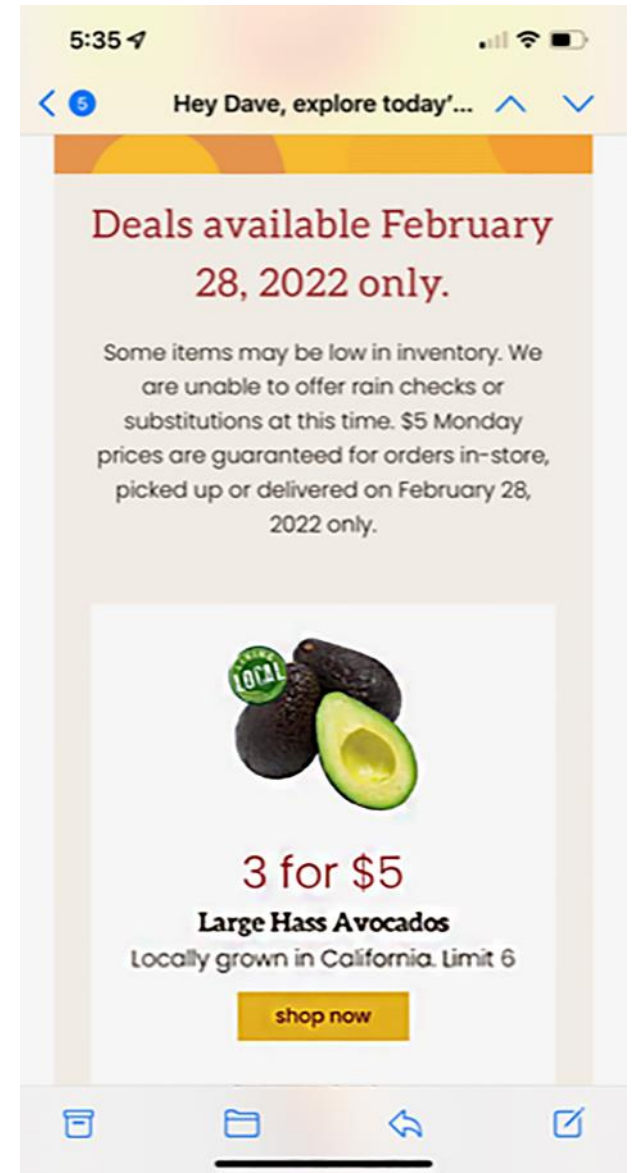 5:35
5
Hey Dave, explore today'...
Deals available February
28, 2022 only.
Some items may be low in inventory. We
are unable to offer rain checks or
substitutions at this time. $5 Monday
prices are guaranteed for orders in-store,
picked up or delivered on February 28,
2022 only.
LOCAL
3 for $5
Large Hass Avocados
Locally grown in California. Limit 6
shop now